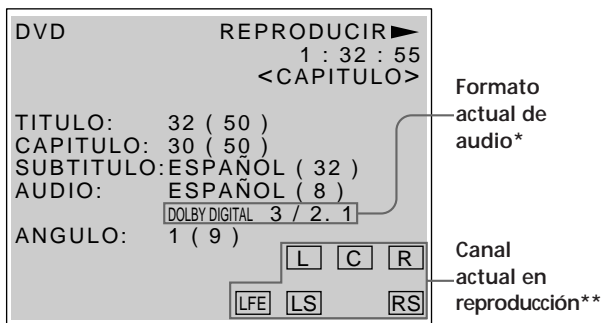 DVD REPRODUCIR►
1 : 32 : 55
<CAPITULO>
TITULO: 32 ( 50 )
CAPITULO: 30 ( 50 )
SUBTITULO: ESPAÑOL ( 32 )
AUDIO: ESPAÑOL ( 8 )
DOLBY DIGITAL 3 / 2. 1
ANGULO: 1 ( 9 )
L C R
LFE LS RS
Formato
actual de
audio*
Canal
actual en
reproducción**